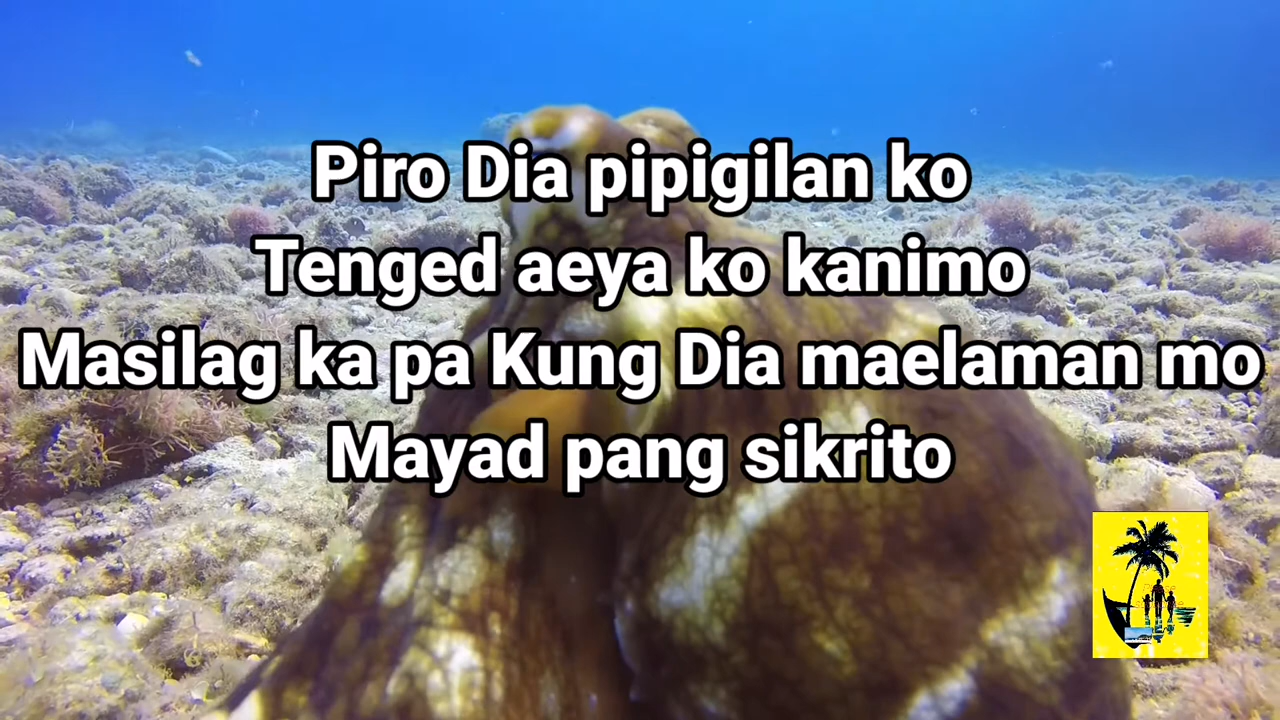 Piro Dia pipigilan ko
Tenged aeya ko kanimo
Masilag ka pa Kung Dia maelaman mo
Mayad pang sikrito